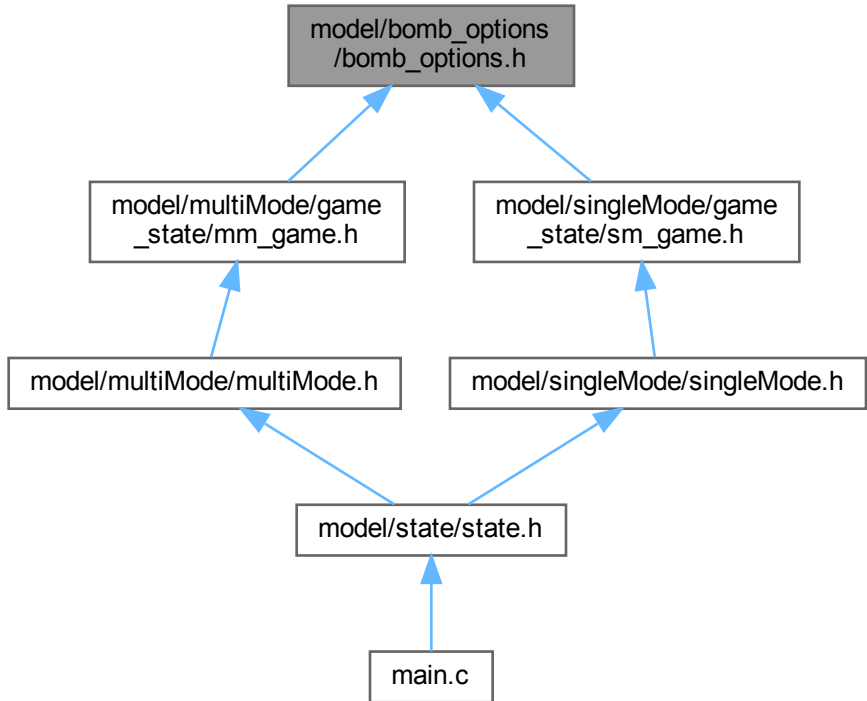 model/bomb_options
/bomb_options.h
model/multiMode/game
_state/mm_game.h
model/singleMode/game
_state/sm_game.h
model/multiMode/multiMode.h
model/singleMode/singleMode.h
model/state/state.h
main.c